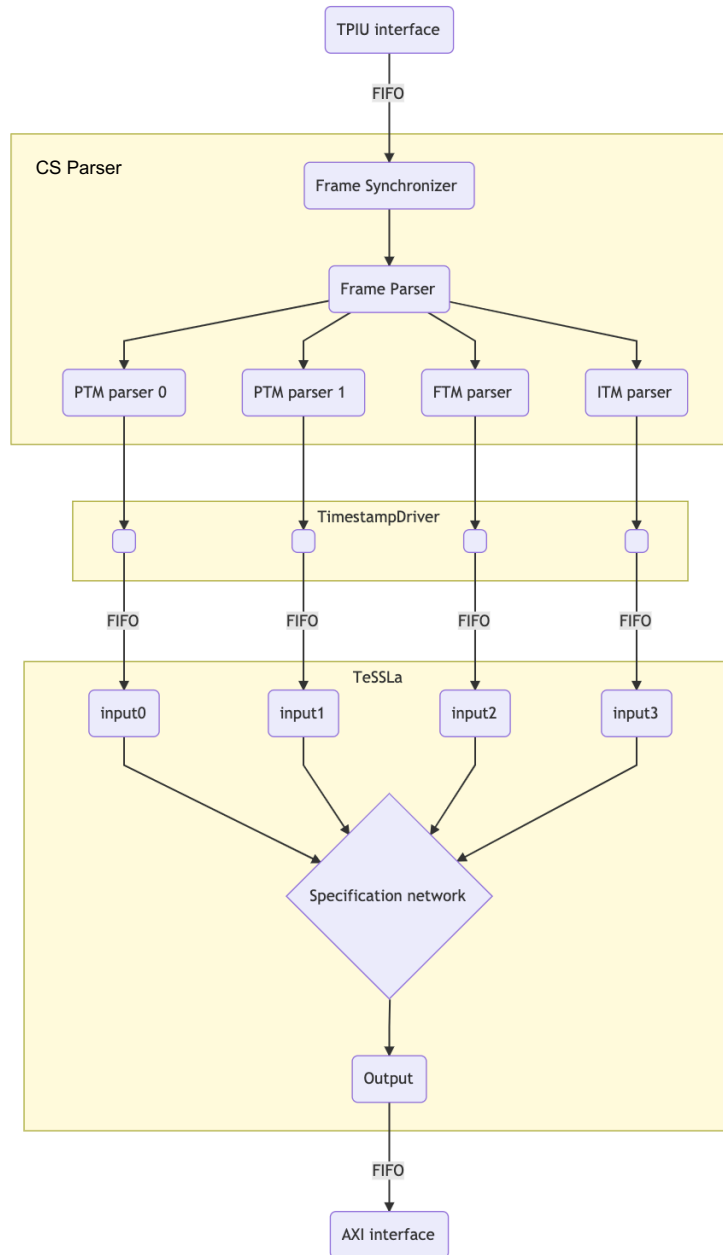 TPIU interface
FIFO
CS Parser
Frame Synchronizer
Frame Parser
PTM parser 0
PTM parser 1
FTM parser
ITM parser
TimestampDriver
FIFO
FIFO
FIFO
FIFO
TeSSLa
input0
input1
input2
input3
Specification network
Output
FIFO
AXI interface